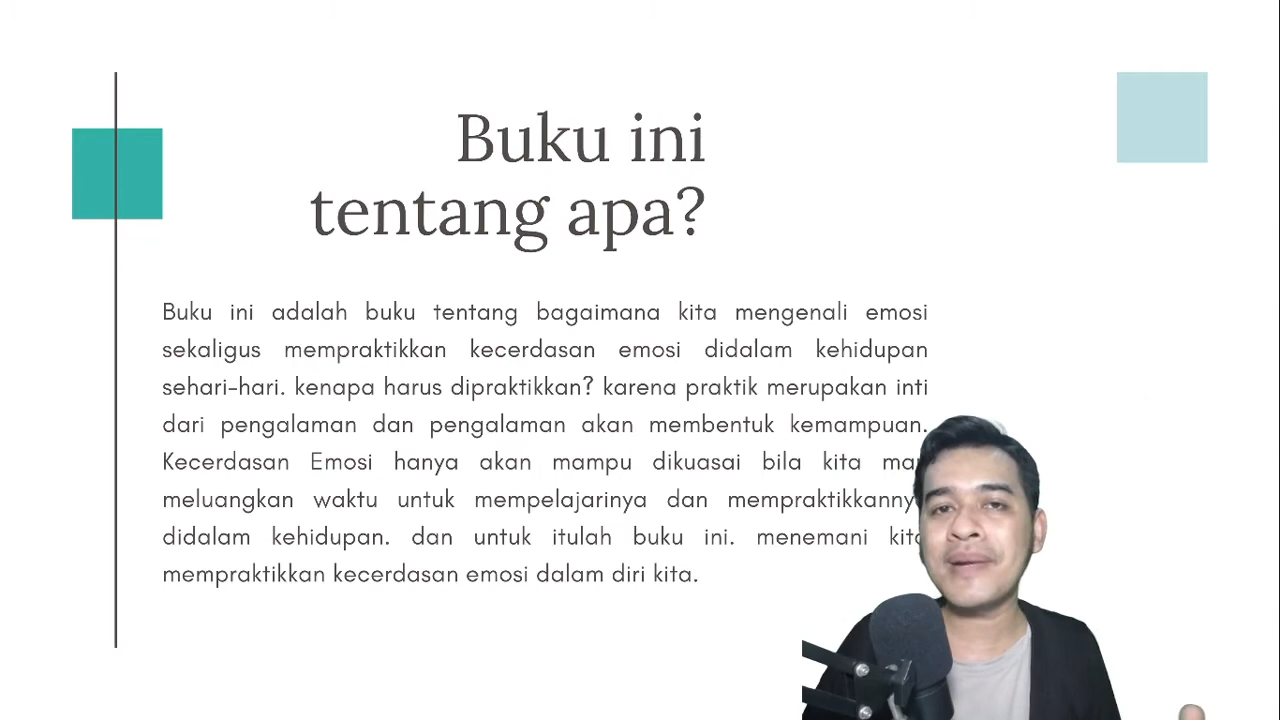 Buku ini
tentang apa?
Buku ini adalah buku tentang bagaimana kita mengenali emosi
sekaligus mempraktikkan kecerdasan emosi didalam kehidupan
sehari-hari. kenapa harus dipraktikkan? karena praktik merupakan inti
dari pengalaman dan pengalaman akan membentuk kemampuan.
Kecerdasan Emosi hanya akan mampu dikuasai bila kita
meluangkan waktu untuk mempelajarinya dan
didalam kehidupan. dan untuk itulah buku ini. menemani
mempraktikkan kecerdasan emosi dalam diri kita.